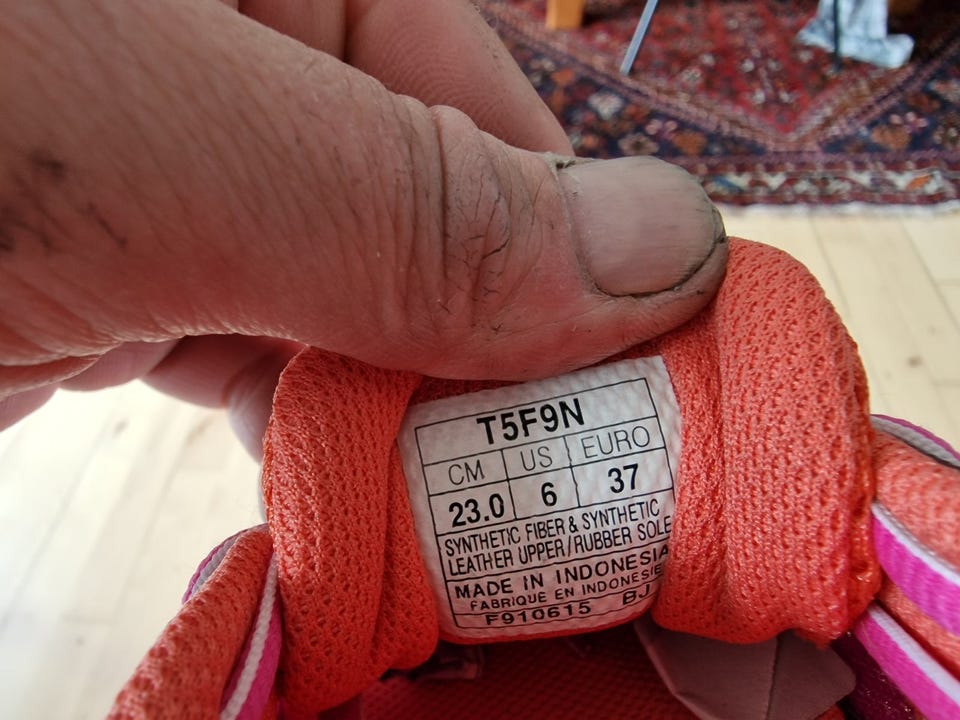 T5F9N
CM US EURO
23.0 6 37
SYNTHETIC FIBER & SYNTHETIC
LEATHER UPPER/RUBBER SOLE
MADE IN INDONESIA
FABRIQUE EN INDONESIE
F910615 BJ